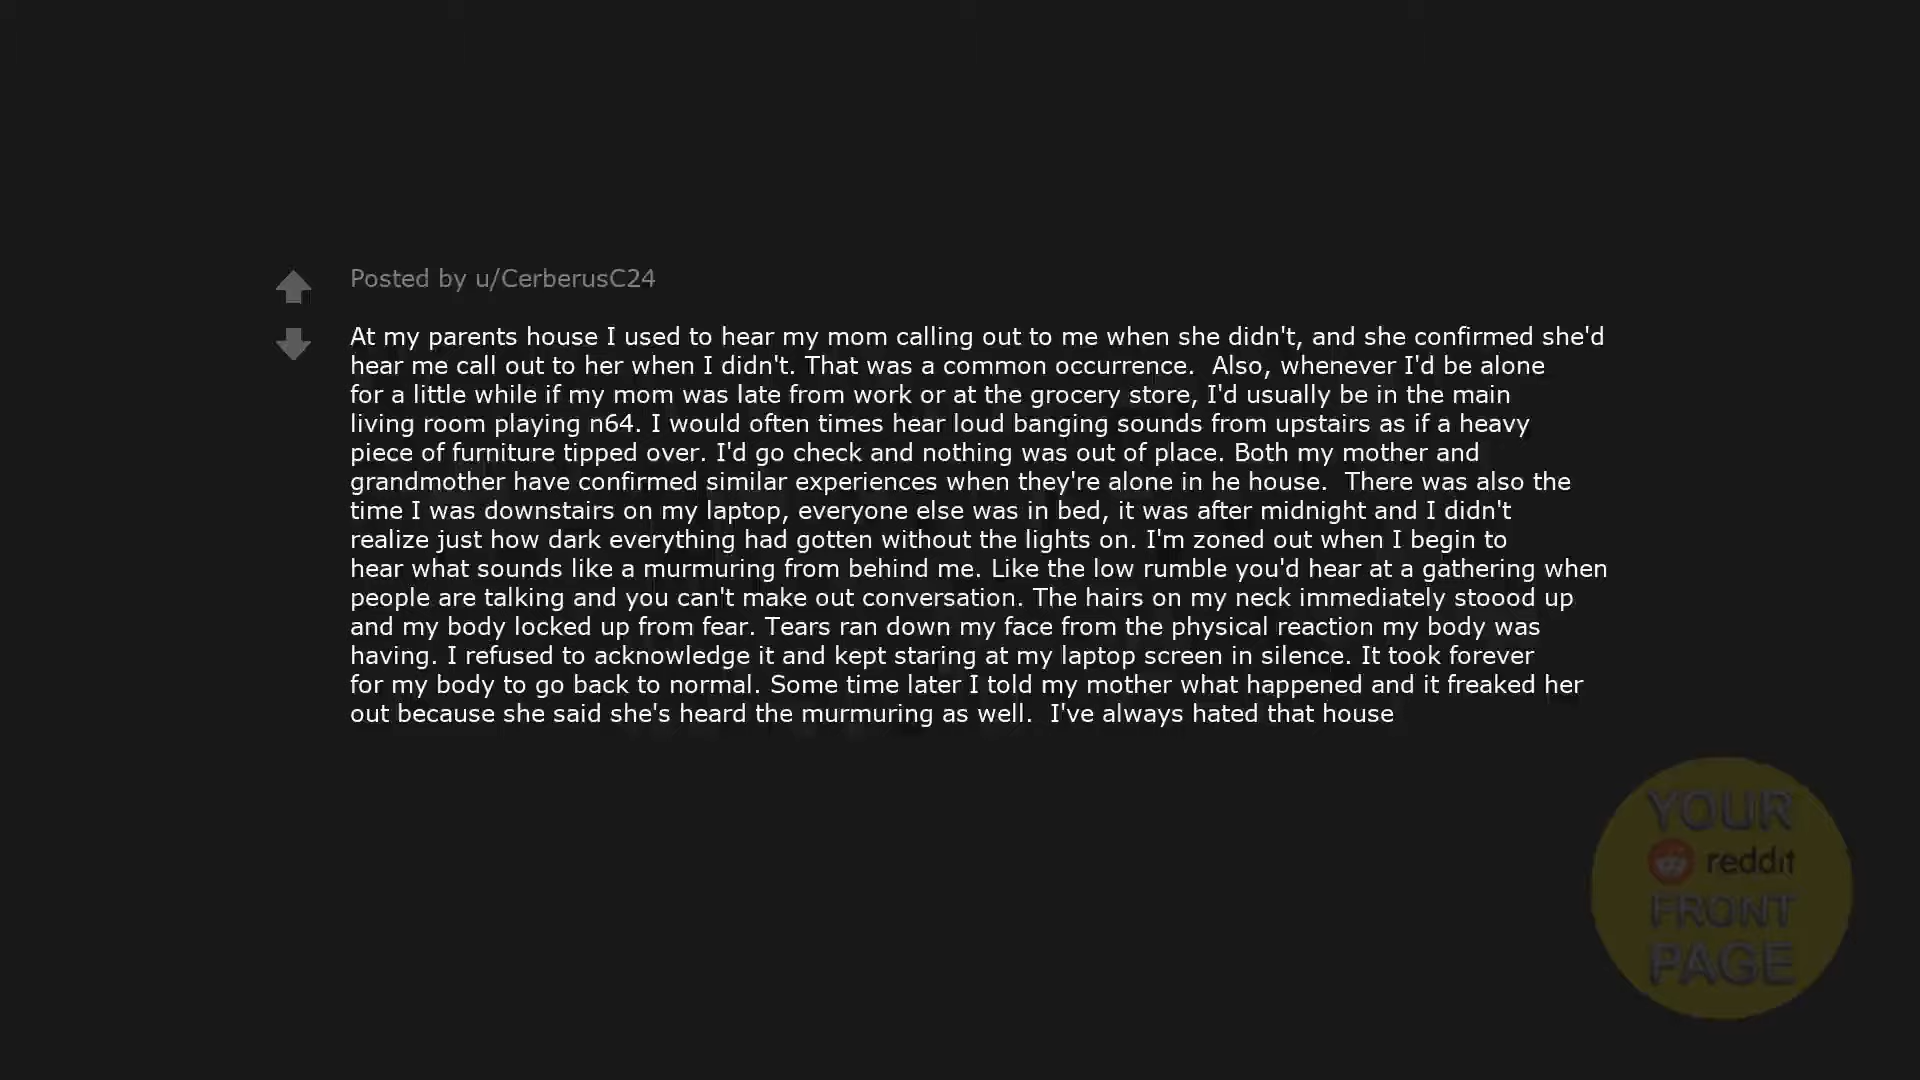 Posted by u/CerberusC24
At my parents house I used to hear my mom calling out to me when she didn't, and she confirmed she'd
hear me call out to her when I didn't. That was a common occurrence.  Also, whenever I'd be alone
for a little while if my mom was late from work or at the grocery store, I'd usually be in the main
living room playing n64. I would often times hear loud banging sounds from upstairs as if a heavy
piece of furniture tipped over. I'd go check and nothing was out of place. Both my mother and
grandmother have confirmed similar experiences when they're alone in he house.  There was also the
time I was downstairs on my laptop, everyone else was in bed, it was after midnight and I didn't
realize just how dark everything had gotten without the lights on. I'm zoned out when I begin to
hear what sounds like a murmuring from behind me. Like the low rumble you'd hear at a gathering when
people are talking and you can't make out conversation. The hairs on my neck immediately stoood up
and my body locked up from fear. Tears ran down my face from the physical reaction my body was
having. I refused to acknowledge it and kept staring at my laptop screen in silence. It took forever
for my body to go back to normal. Some time later I told my mother what happened and it freaked her
out because she said she's heard the murmuring as well.  I've always hated that house
YOUR
reddit
FRONT
PAGE